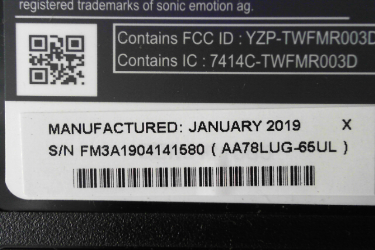 registered trademarks of sonic emotion ag.
Contains FCC ID : YZP-TWFMR003D
Contains IC : 7414C-TWFMR003D
MANUFACTURED: JANUARY 2019 X
S/N FM3A1904141580 ( AA78LUG-65UL )